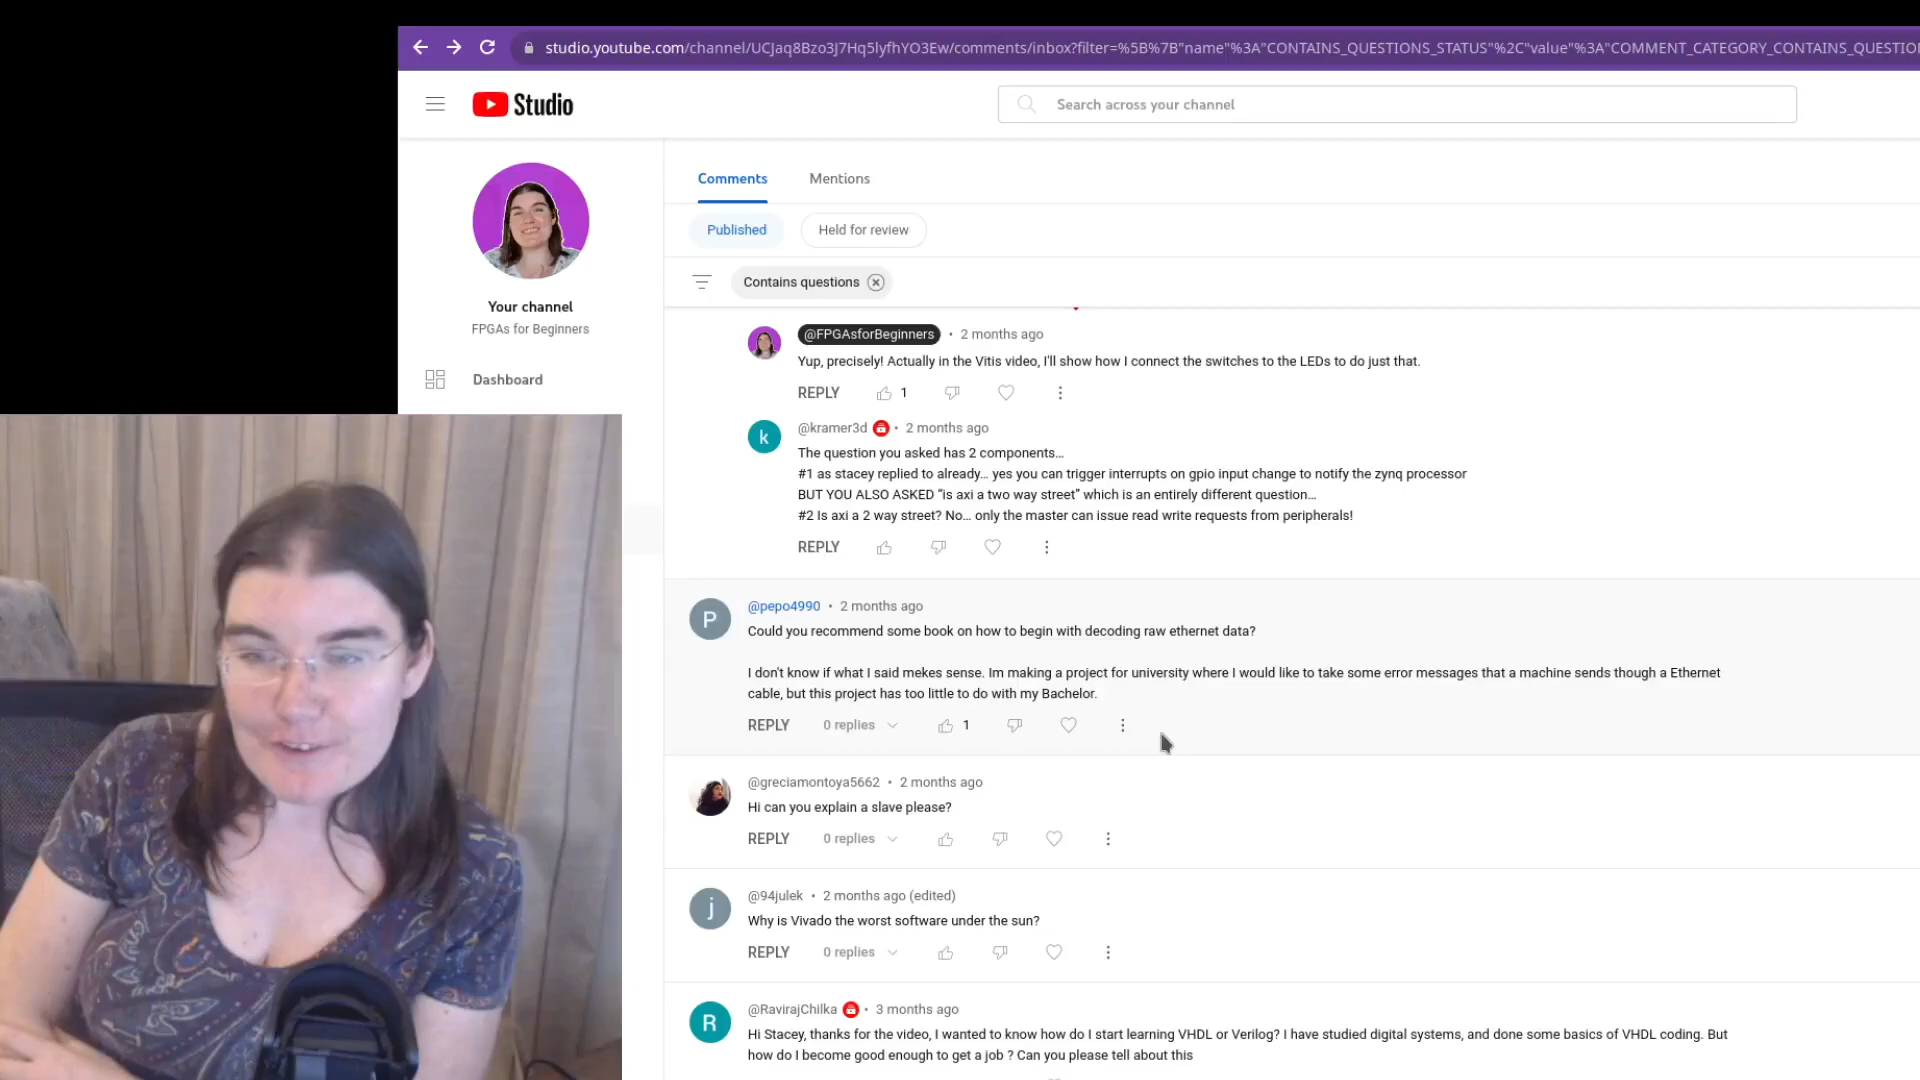 studio.youtube.com/channel/UCJaq8Bzo3J7Hq5lyfhYO3Ew/comments/inbox?filter=%5B%7B"name"%3A"CONTAINS_QUESTIONS_STATUS"%2C"value"%3A"COMMENT_CATEGORY_CONTAINS_QUESTIO
Studio
Search across your channel
Comments
Mentions
Published
Held for review
Contains questions
Your channel
FPGAs for Beginners
Dashboard
@FPGAsforBeginners • 2 months ago
Yup, precisely! Actually in the Vitis video, I'll show how I connect the switches to the LEDs to do just that.
REPLY 1
k
@kramer3d • 2 months ago
The question you asked has 2 components…
#1 as stacey replied to already… yes you can trigger interrupts on gpio input change to notify the zynq processor
BUT YOU ALSO ASKED “is axi a two way street” which is an entirely different question…
#2 Is axi a 2 way street? No… only the master can issue read write requests from peripherals!
REPLY
P
@pepo4990 • 2 months ago
Could you recommend some book on how to begin with decoding raw ethernet data?
I don't know if what I said mekes sense. Im making a project for university where I would like to take some error messages that a machine sends though a Ethernet
cable, but this project has too little to do with my Bachelor.
REPLY 0 replies 1
@greciamontoya5662 • 2 months ago
Hi can you explain a slave please?
REPLY 0 replies
j
@94julek • 2 months ago (edited)
Why is Vivado the worst software under the sun?
REPLY 0 replies
R
@RavirajChilka • 3 months ago
Hi Stacey, thanks for the video, I wanted to know how do I start learning VHDL or Verilog? I have studied digital systems, and done some basics of VHDL coding. But
how do I become good enough to get a job ? Can you please tell about this